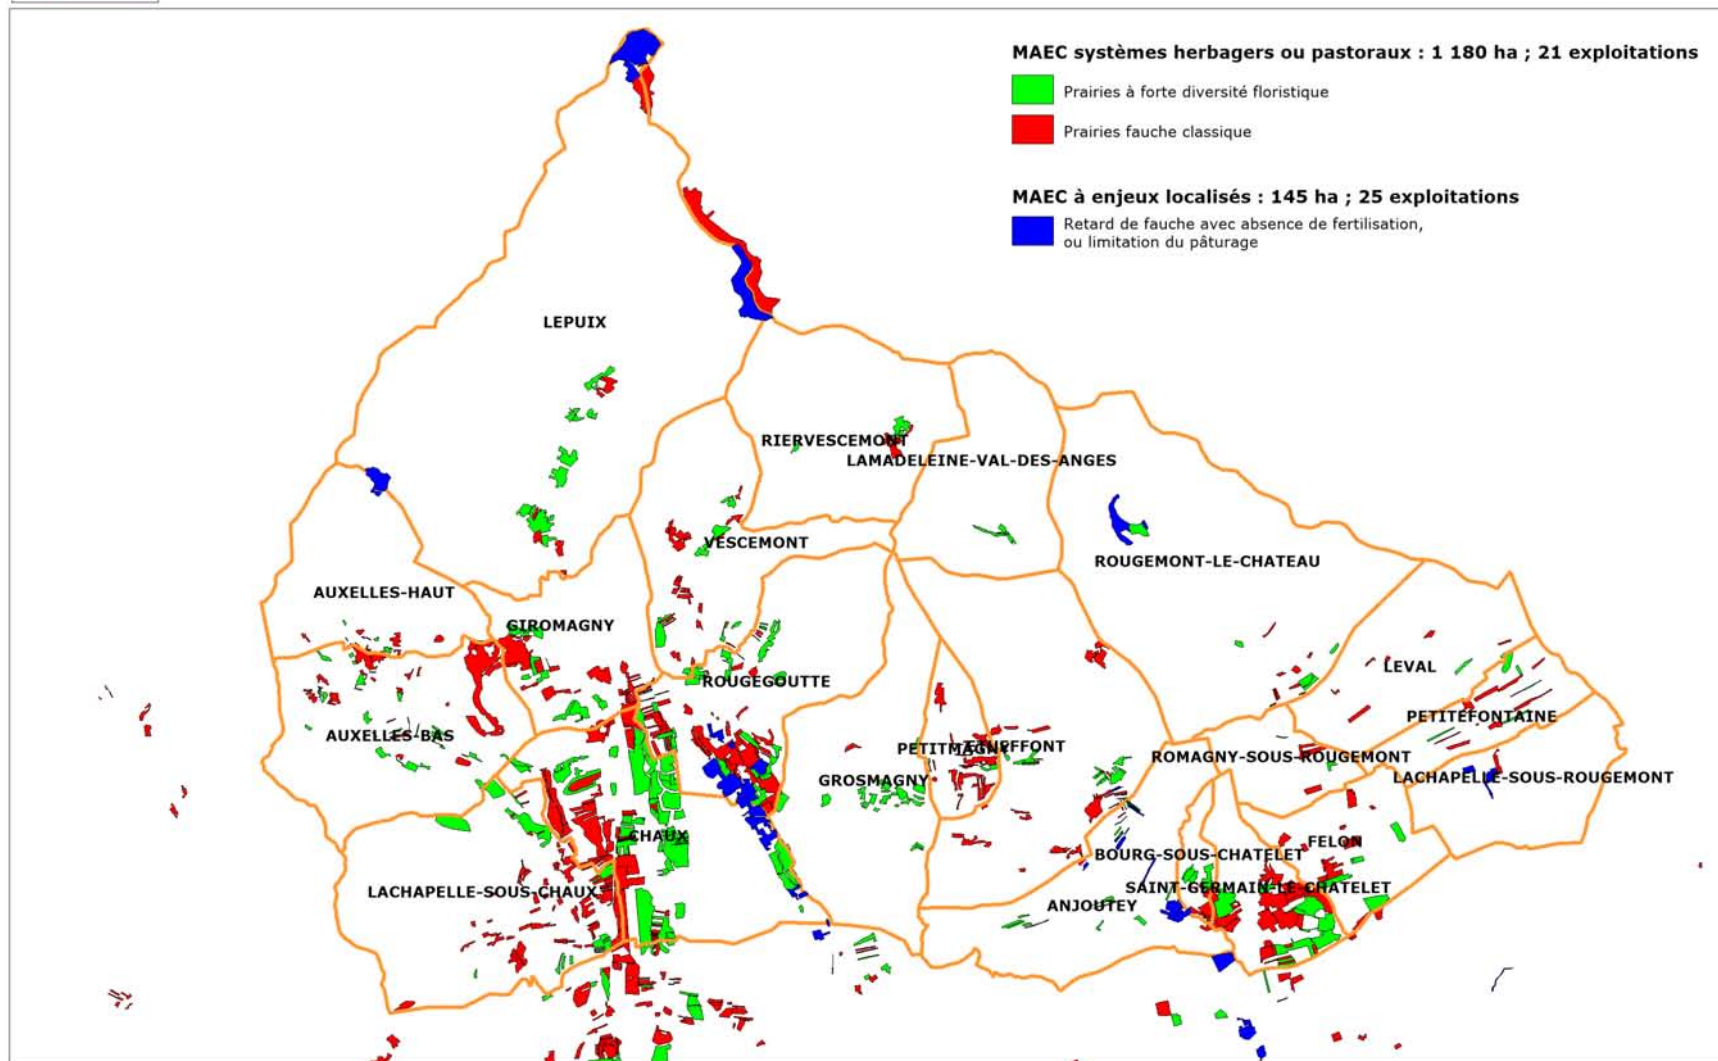 MAEC systèmes herbagers ou pastoraux : 1 180 ha ; 21 exploitations
Prairies à forte diversité floristique
Prairies fauche classique
MAEC à enjeux localisés : 145 ha ; 25 exploitations
Retard de fauche avec absence de fertilisation,
ou limitation du pâturage
LEPUIX
RIERVESCEMONT
LAMADELEINE-VAL-DES-ANGES
VESCEMONT
ROUGEMONT-LE-CHATEAU
AUXELLES-HAUT
GIROMAGNY
LEVAL
ROUGEGOUTTE
PETITEFONTAINE
AUXELLES-BAS
PETITMAGNY
ETUEFFONT
ROMAGNY-SOUS-ROUGEMONT
GROSMAGNY
LACHAPELLE-SOUS-ROUGEMONT
CHAUX
FELON
BOURG-SOUS-CHATELET
LACHAPELLE-SOUS-CHAUX
SAINT-GERMAIN-LE-CHATELET
ANJOUTEY